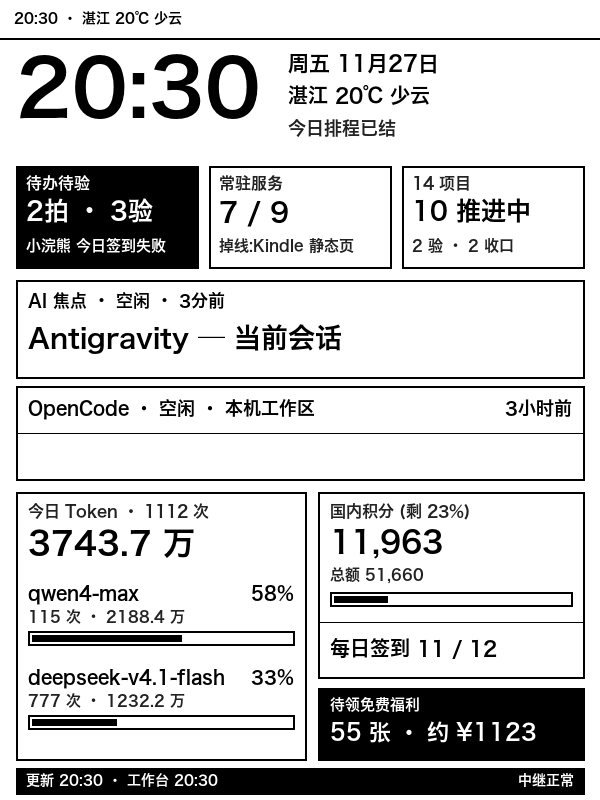 20:30 · 湛江 20℃ 少云
20:30
周五 11月27日
湛江 20℃ 少云
今日排程已结
待办待验
2拍 · 3验
小浣熊 今日签到失败
常驻服务
7 / 9
掉线:Kindle 静态页
14 项目
10 推进中
2 验 · 2 收口
AI 焦点 · 空闲 · 3分前
Antigravity — 当前会话
OpenCode · 空闲 · 本机工作区 3小时前
今日 Token · 1112 次
3743.7 万
qwen4-max 58%
115 次 · 2188.4 万
deepseek-v4.1-flash 33%
777 次 · 1232.2 万
国内积分 (剩 23%)
11,963
总额 51,660
每日签到 11 / 12
待领免费福利
55 张 · 约 ¥1123
更新 20:30 · 工作台 20:30 中继正常